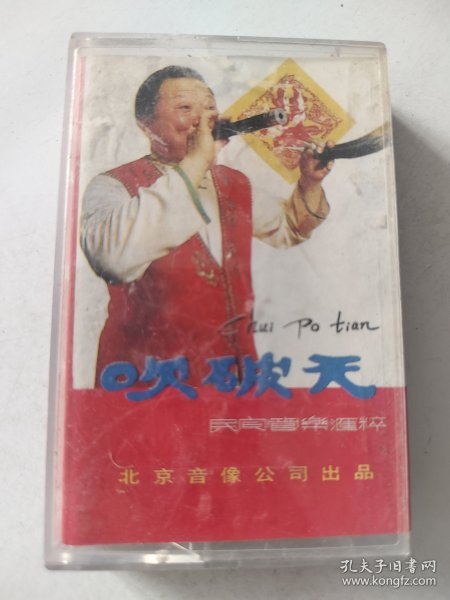 Chui Po tian
吹破天
民间音乐汇粹
北京音像公司出品
孔夫子旧书网
www.kongfz.com